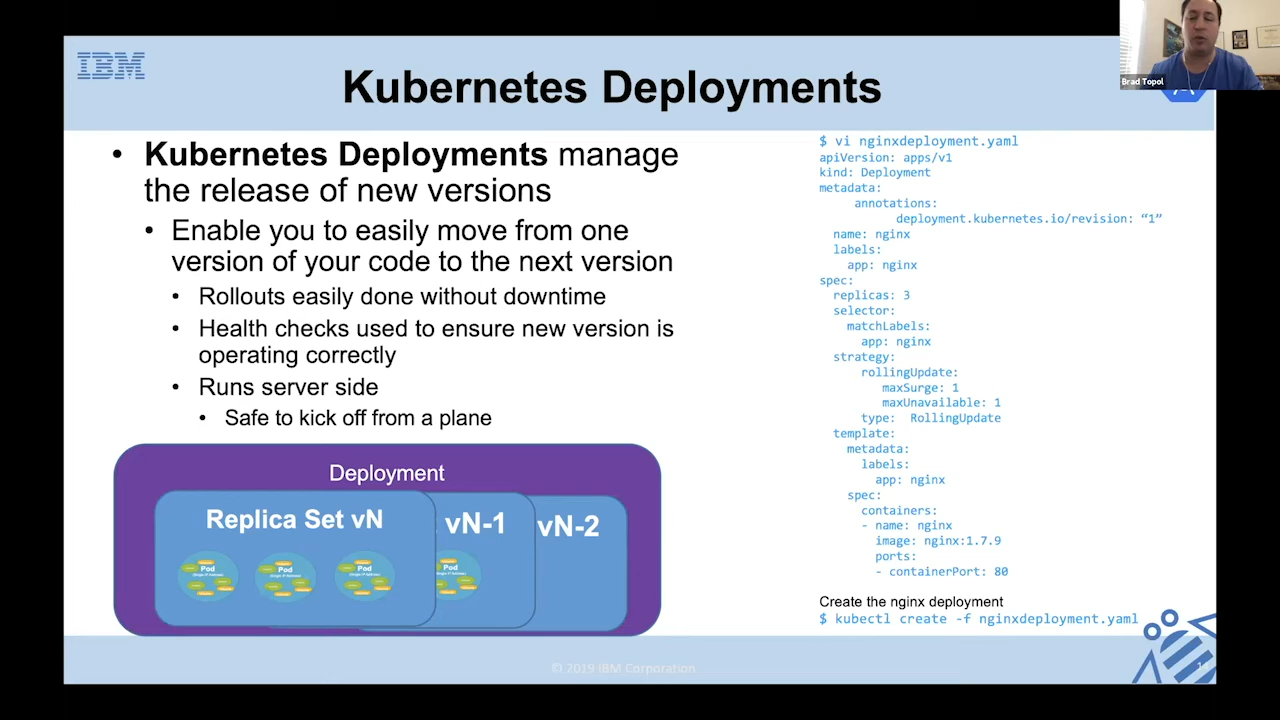 IBM
Kubernetes Deployments
Brad Topol
• Kubernetes Deployments manage
the release of new versions
• Enable you to easily move from one
version of your code to the next version
• Rollouts easily done without downtime
• Health checks used to ensure new version is
operating correctly
• Runs server side
• Safe to kick off from a plane
Deployment
Replica Set vN
vN-1
vN-2
Pod
Pod
Pod
Pod
$ vi nginxdeployment.yaml
apiVersion: apps/v1
kind: Deployment
metadata:
annotations:
deployment.kubernetes.io/revision: “1”
name: nginx
labels:
app: nginx
spec:
replicas: 3
selector:
matchLabels:
app: nginx
strategy:
rollingUpdate:
maxSurge: 1
maxUnavailable: 1
type:  RollingUpdate
template:
metadata:
labels:
app: nginx
spec:
containers:
- name: nginx
image: nginx:1.7.9
ports:
- containerPort: 80
Create the nginx deployment
$ kubectl create -f nginxdeployment.yaml
© 2019 IBM Corporation